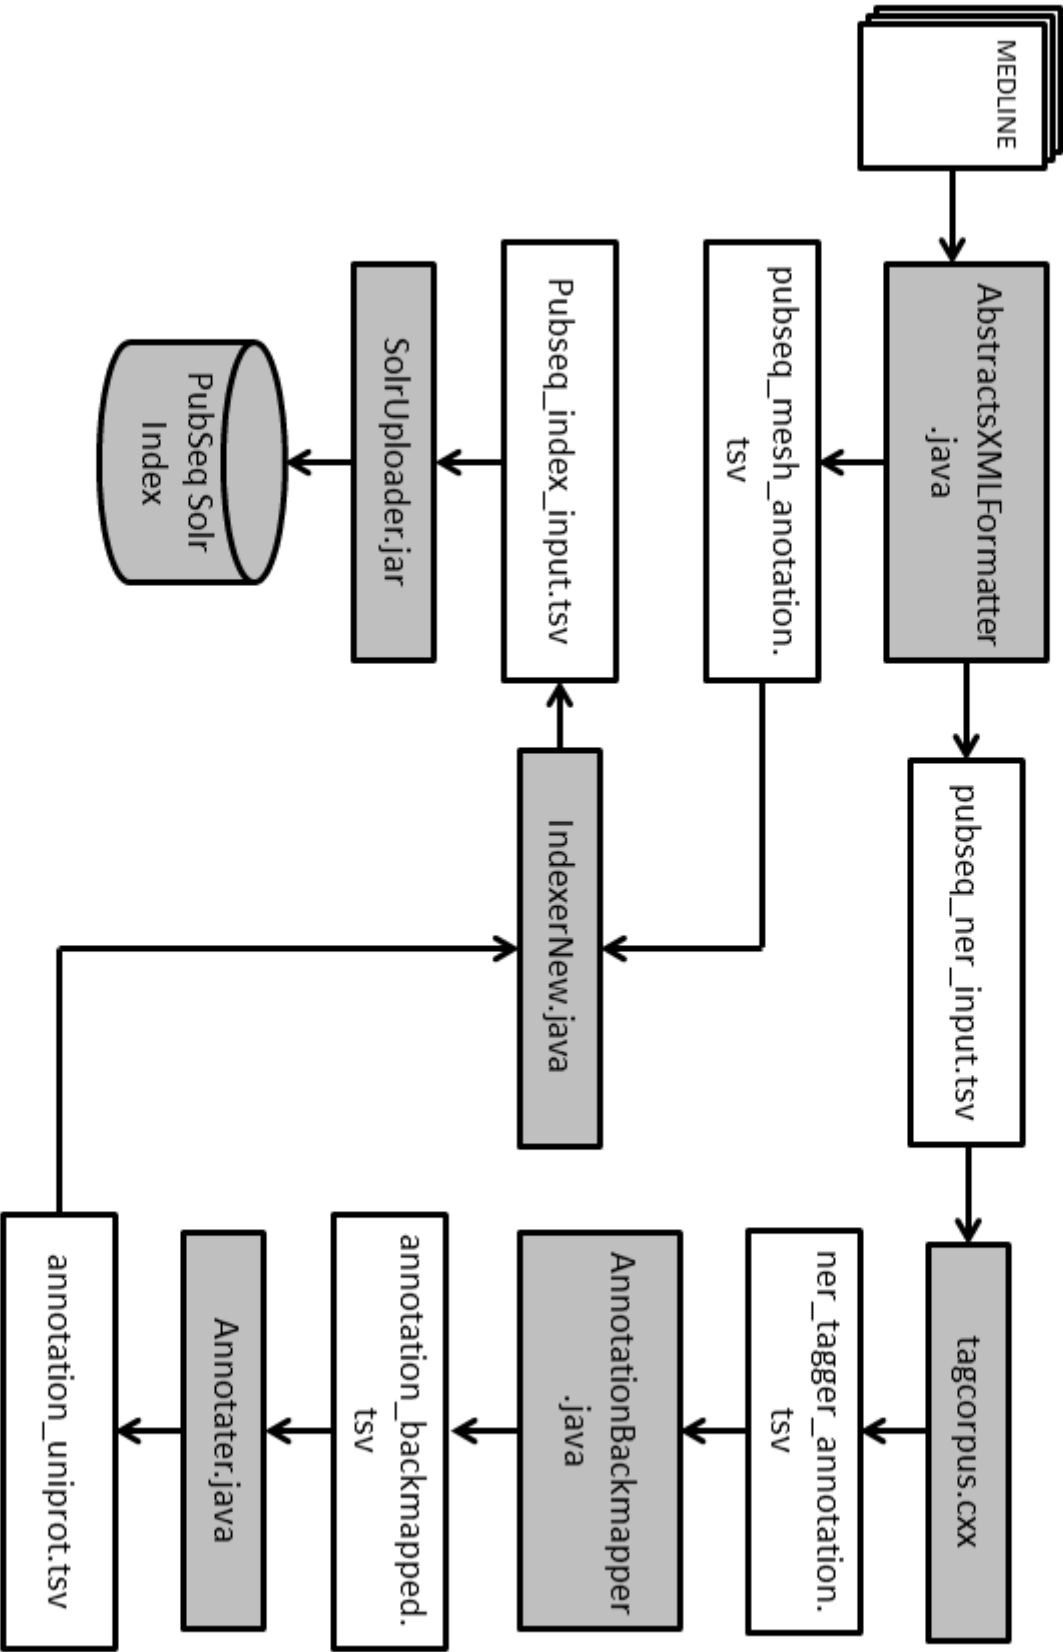 MEDLINE
AbstractsXMLFormatter
.java
pubseq_ner_input.tsv
tagcorpus.cxx
pubseq_mesh_anotation.
tsv
ner_tagger_annotation.
tsv
Pubseq_index_input.tsv
IndexerNew.java
AnnotationBackmapper
.java
SolrUploader.jar
annotation_backmapped.
tsv
PubSeq Solr
Index
Annotater.java
annotation_uniprot.tsv